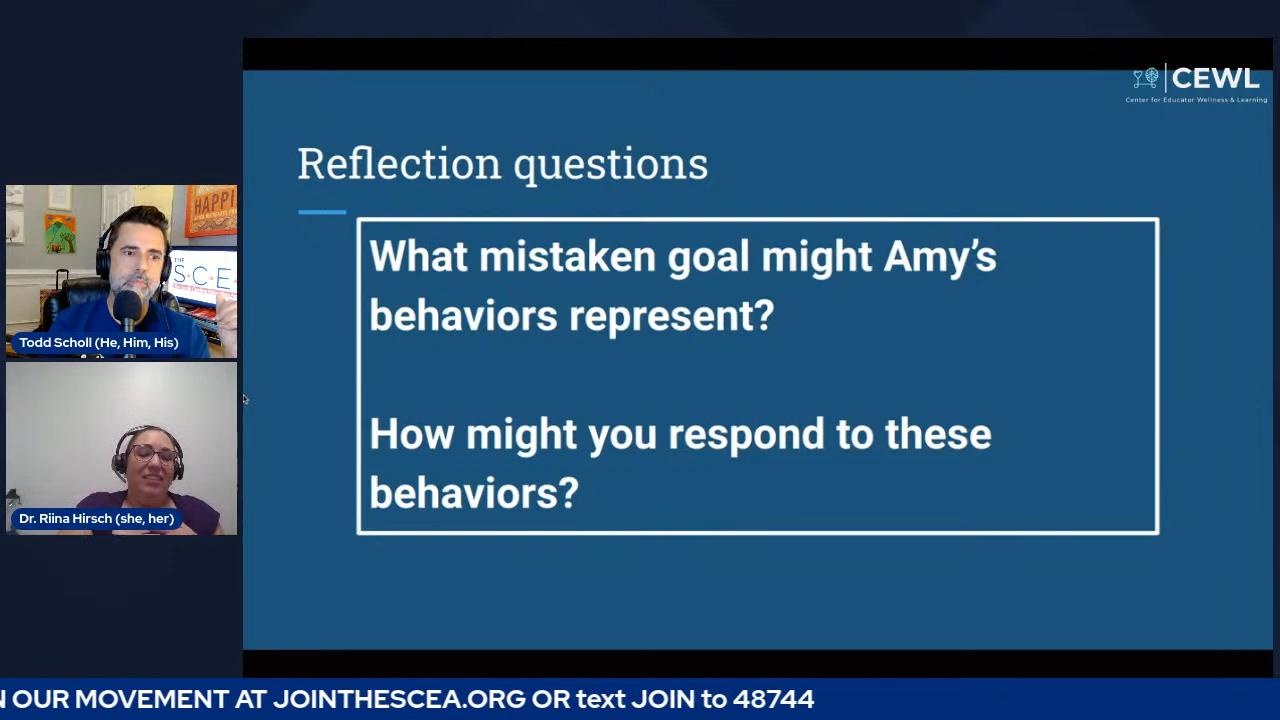 CEWL
Center for Educator Wellness & Learning
Reflection questions
What mistaken goal might Amy’s
behaviors represent?
How might you respond to these
behaviors?
HAPPI
THE
S.C.E
Todd Scholl (He, Him, His)
Dr. Riina Hirsch (she, her)
N OUR MOVEMENT AT JOINTHESCEA.ORG OR text JOIN to 48744